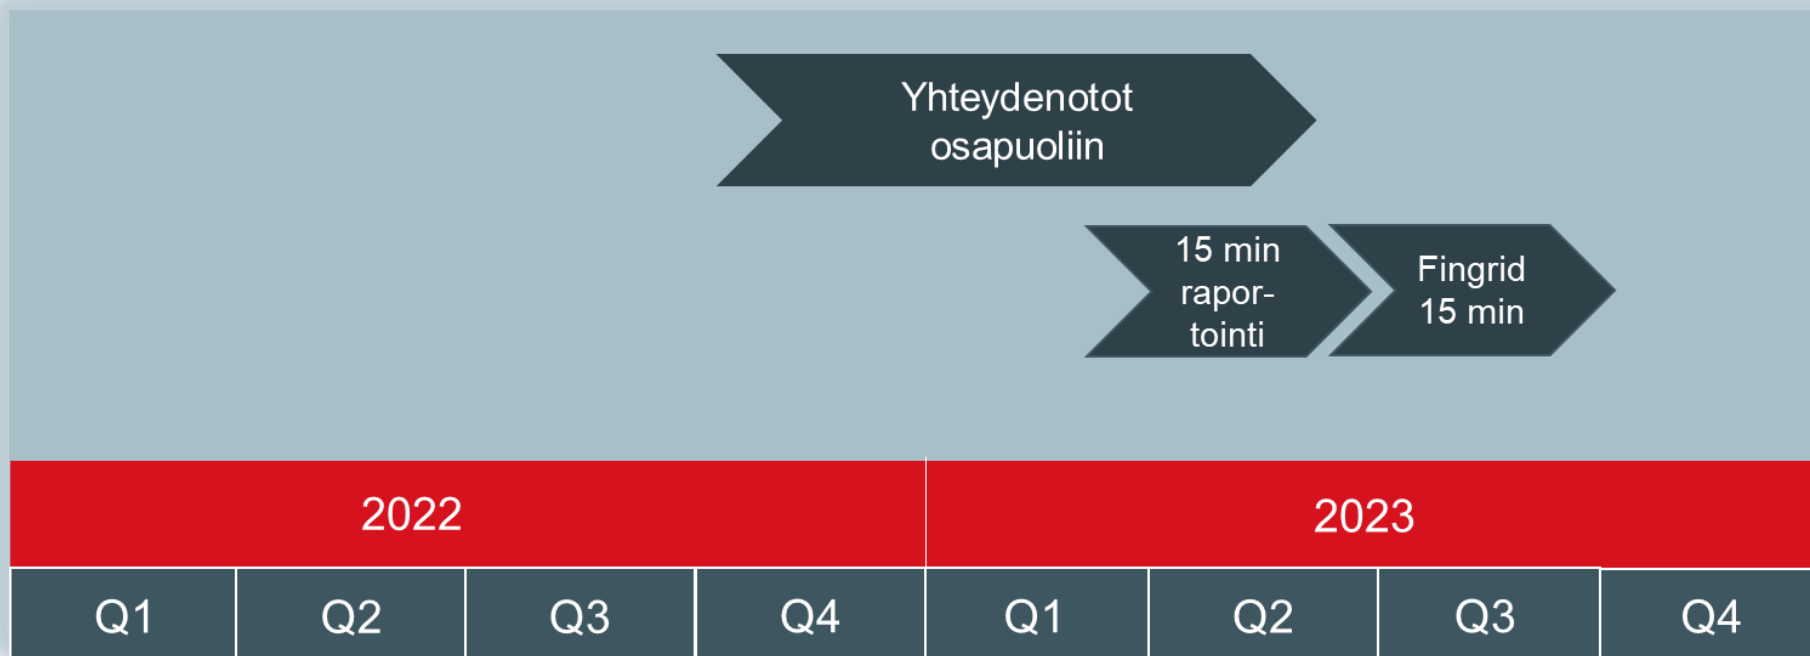 Yhteydenotot
osapuoliin
15 min
rapor-
tointi
Fingrid
15 min
2022
2023
Q1
Q2
Q3
Q4
Q1
Q2
Q3
Q4